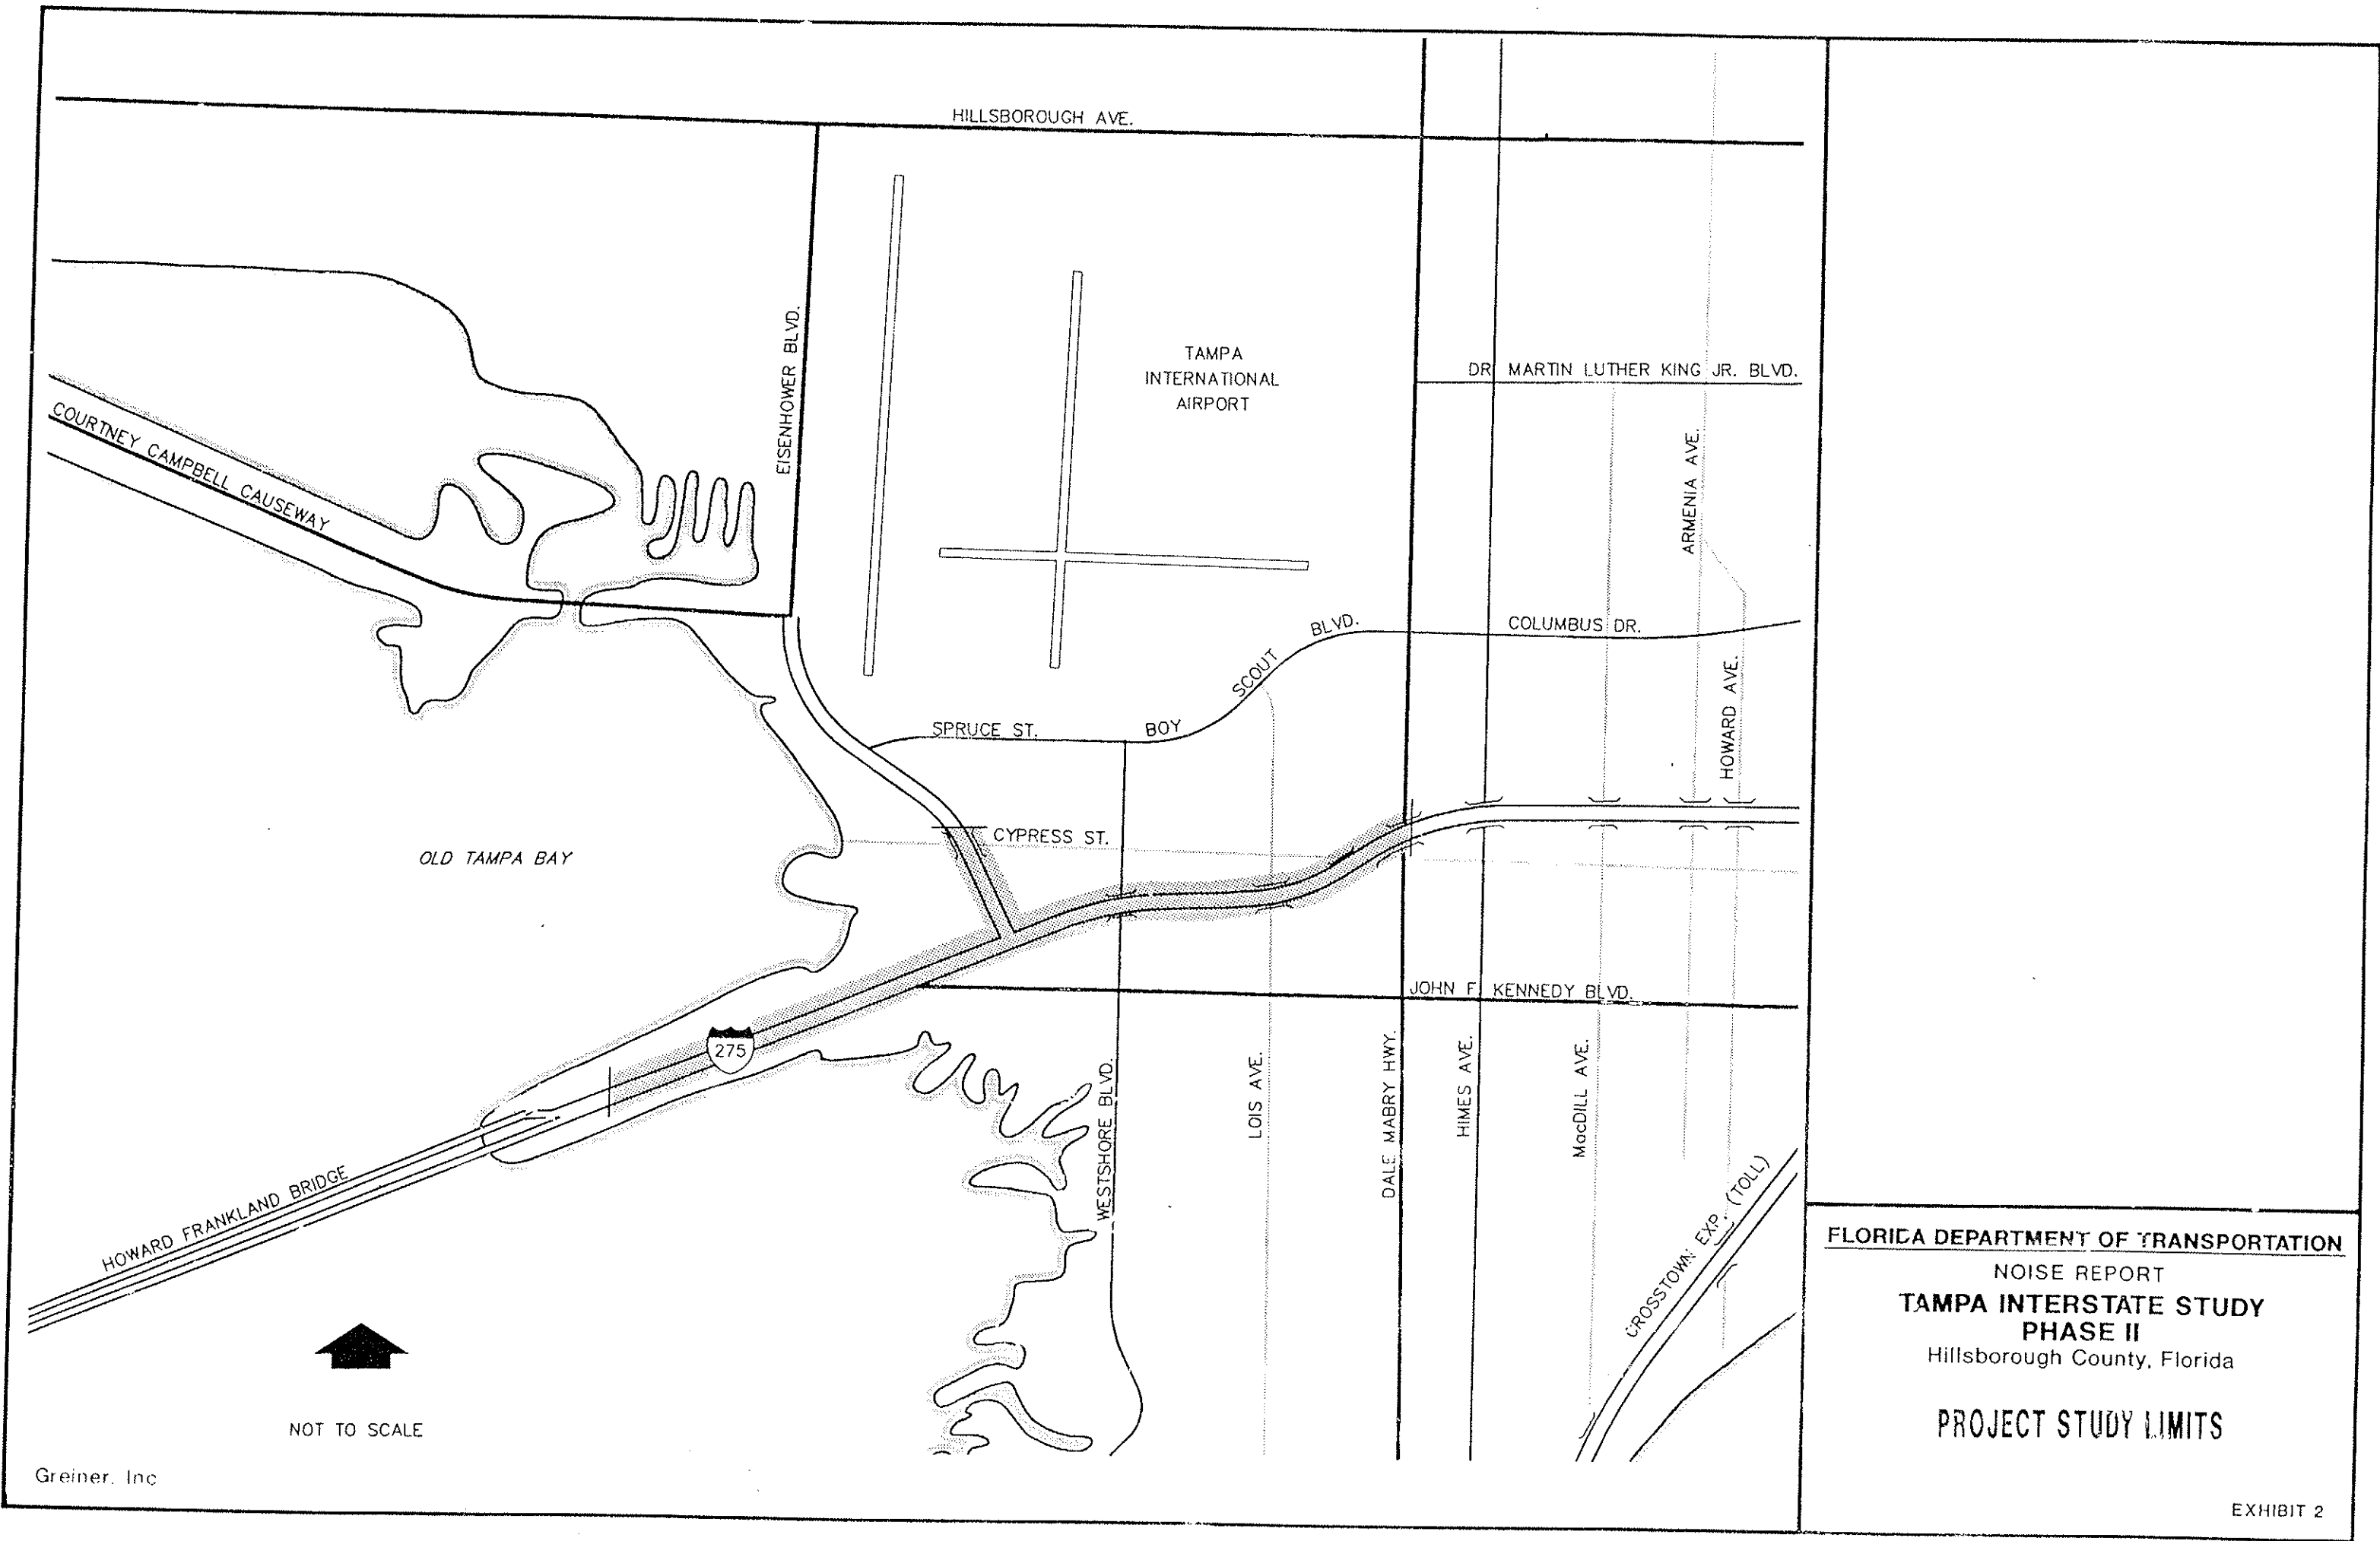 HILLSBOROUGH AVE.
EISENHOWER BLVD.
TAMPA
INTERNATIONAL
AIRPORT
DR MARTIN LUTHER KING JR. BLVD.
COURTNEY CAMPBELL CAUSEWAY
ARMENIA AVE.
COLUMBUS DR.
SPRUCE ST.
BOY SCOUT BLVD.
HOWARD AVE.
CYPRESS ST.
OLD TAMPA BAY
JOHN F. KENNEDY BLVD.
275
WESTSHORE BLVD.
LOIS AVE.
DALE MABRY HWY.
HIMES AVE.
MacDILL AVE.
CROSSTOWN EXP. (TOLL)
HOWARD FRANKLAND BRIDGE
NOT TO SCALE
Greiner, Inc
FLORIDA DEPARTMENT OF TRANSPORTATION
NOISE REPORT
TAMPA INTERSTATE STUDY
PHASE II
Hillsborough County, Florida
PROJECT STUDY LIMITS
EXHIBIT 2